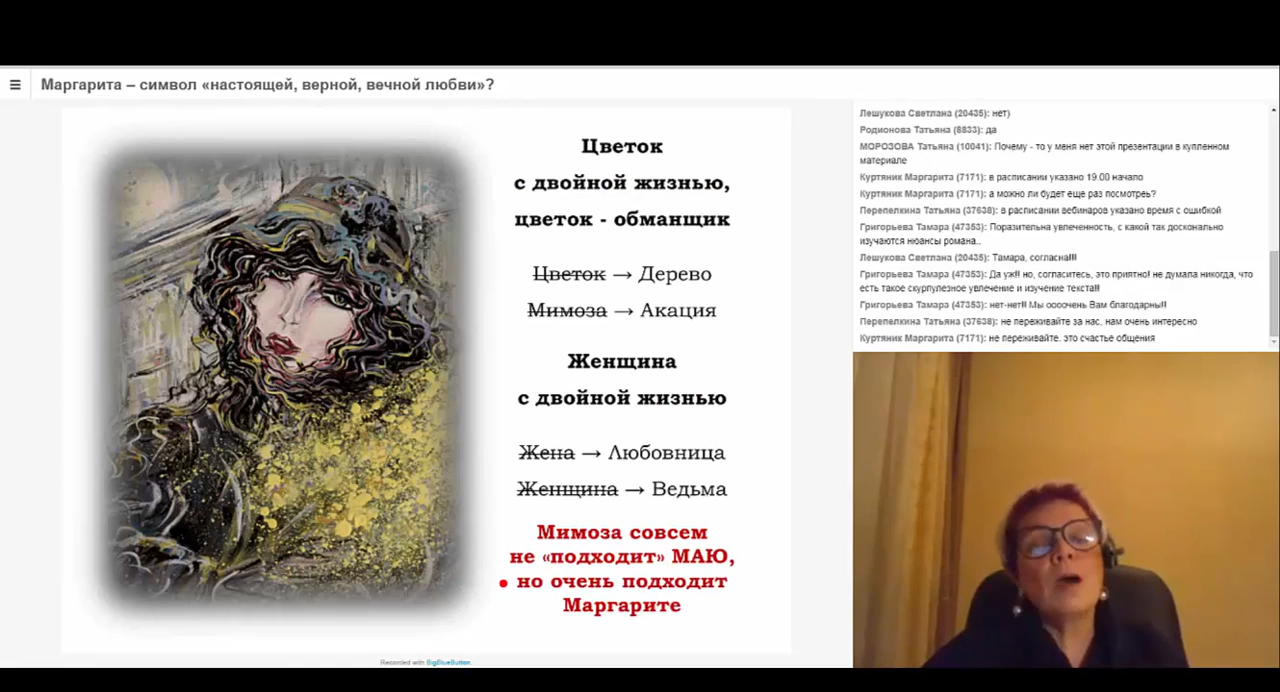 Маргарита – символ «настоящей, верной, вечной любви»?
Цветок
с двойной жизнью,
цветок - обманщик
Цветок → Дерево
Мимоза → Акация
Женщина
с двойной жизнью
Жена → Любовница
Женщина → Ведьма
Мимоза совсем
не «подходит» МАЮ,
но очень подходит
Маргарите
Лешукова Светлана (20435): нет)
Родионова Татьяна (8833): да
МОРОЗОВА Татьяна (10041): Почему - то у меня нет этой презентации в купленном
материале
Куртяник Маргарита (7171): в расписании указано 19.00 начало
Куртяник Маргарита (7171): а можно ли будет еще раз посмотреь?
Перепелкина Татьяна (37638): в расписании вебинаров указано время с ошибкой
Григорьева Тамара (47353): Поразительна увлеченность, с какой так досконально
изучаются нюансы романа..
Лешукова Светлана (20435): Тамара, согласна!!!
Григорьева Тамара (47353): Да уж!! но, согласитесь, это приятно! не думала никогда, что
есть такое скурпулезное увлечение и изучение текста!!
Григорьева Тамара (47353): нет-нет!! Мы оооочень Вам благодарны!!
Перепелкина Татьяна (37638): не переживайте за нас, нам очень интересно
Куртяник Маргарита (7171): не переживайте. это счастье общения
Recorded with BigBlueButton.